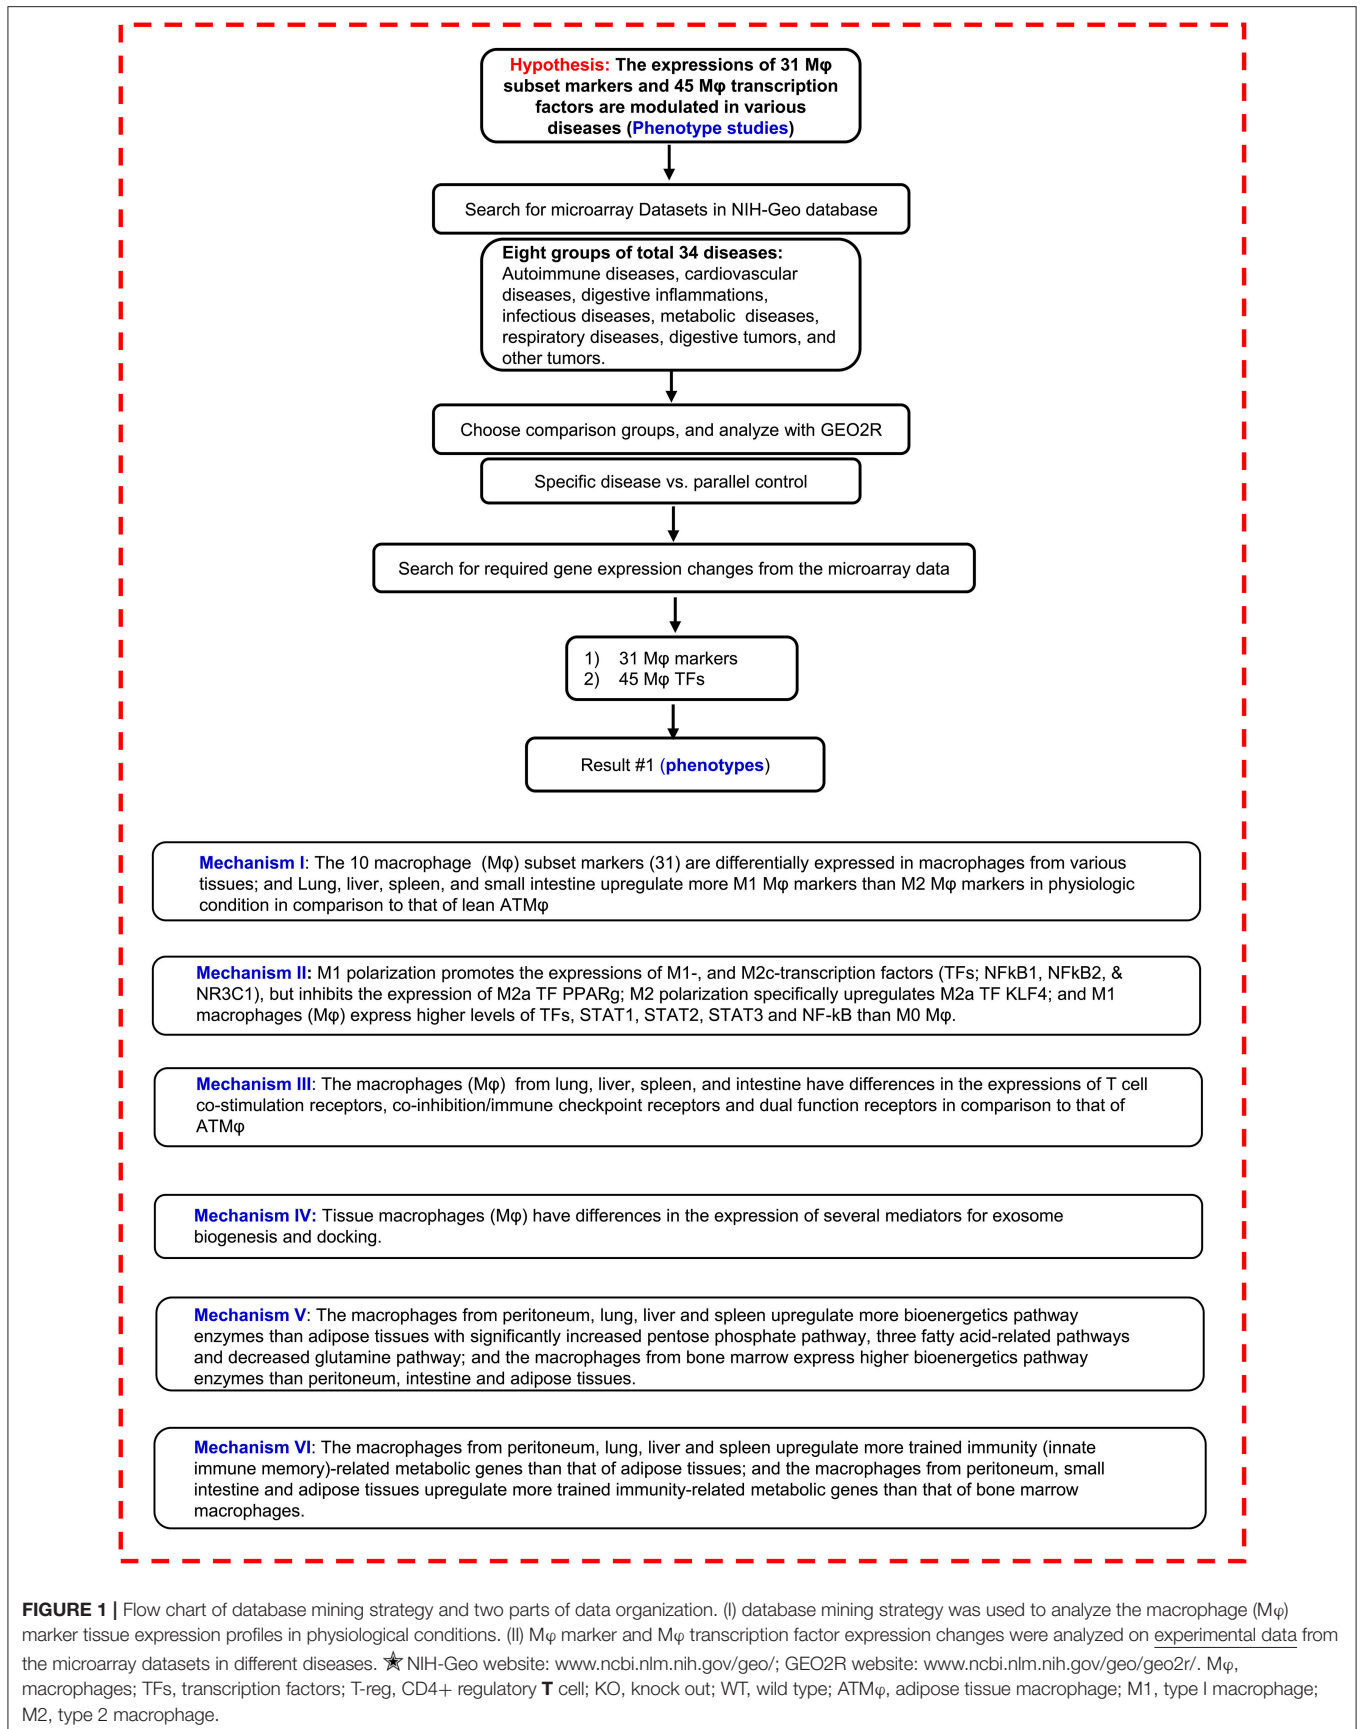 Hypothesis: The expressions of 31 Mφ
subset markers and 45 Mφ transcription
factors are modulated in various
diseases (Phenotype studies)
Search for microarray Datasets in NIH-Geo database
Eight groups of total 34 diseases:
Autoimmune diseases, cardiovascular
diseases, digestive inflammations,
infectious diseases, metabolic diseases,
respiratory diseases, digestive tumors, and
other tumors.
Choose comparison groups, and analyze with GEO2R
Specific disease vs. parallel control
Search for required gene expression changes from the microarray data
1) 31 Mφ markers
2) 45 Mφ TFs
Result #1 (phenotypes)
Mechanism I: The 10 macrophage (Mφ) subset markers (31) are differentially expressed in macrophages from various
tissues; and Lung, liver, spleen, and small intestine upregulate more M1 Mφ markers than M2 Mφ markers in physiologic
condition in comparison to that of lean ATMφ
Mechanism II: M1 polarization promotes the expressions of M1-, and M2c-transcription factors (TFs; NFkB1, NFkB2, &
NR3C1), but inhibits the expression of M2a TF PPARg; M2 polarization specifically upregulates M2a TF KLF4; and M1
macrophages (Mφ) express higher levels of TFs, STAT1, STAT2, STAT3 and NF-kB than M0 Mφ.
Mechanism III: The macrophages (Mφ) from lung, liver, spleen, and intestine have differences in the expressions of T cell
co-stimulation receptors, co-inhibition/immune checkpoint receptors and dual function receptors in comparison to that of
ATMφ
Mechanism IV: Tissue macrophages (Mφ) have differences in the expression of several mediators for exosome
biogenesis and docking.
Mechanism V: The macrophages from peritoneum, lung, liver and spleen upregulate more bioenergetics pathway
enzymes than adipose tissues with significantly increased pentose phosphate pathway, three fatty acid-related pathways
and decreased glutamine pathway; and the macrophages from bone marrow express higher bioenergetics pathway
enzymes than peritoneum, intestine and adipose tissues.
Mechanism VI: The macrophages from peritoneum, lung, liver and spleen upregulate more trained immunity (innate
immune memory)-related metabolic genes than that of adipose tissues; and the macrophages from peritoneum, small
intestine and adipose tissues upregulate more trained immunity-related metabolic genes than that of bone marrow
macrophages.
FIGURE 1 | Flow chart of database mining strategy and two parts of data organization. (I) database mining strategy was used to analyze the macrophage (Mφ)
marker tissue expression profiles in physiological conditions. (II) Mφ marker and Mφ transcription factor expression changes were analyzed on experimental data from
the microarray datasets in different diseases. ✭ NIH-Geo website: www.ncbi.nlm.nih.gov/geo/; GEO2R website: www.ncbi.nlm.nih.gov/geo/geo2r/. Mφ,
macrophages; TFs, transcription factors; T-reg, CD4+ regulatory T cell; KO, knock out; WT, wild type; ATMφ, adipose tissue macrophage; M1, type I macrophage;
M2, type 2 macrophage.